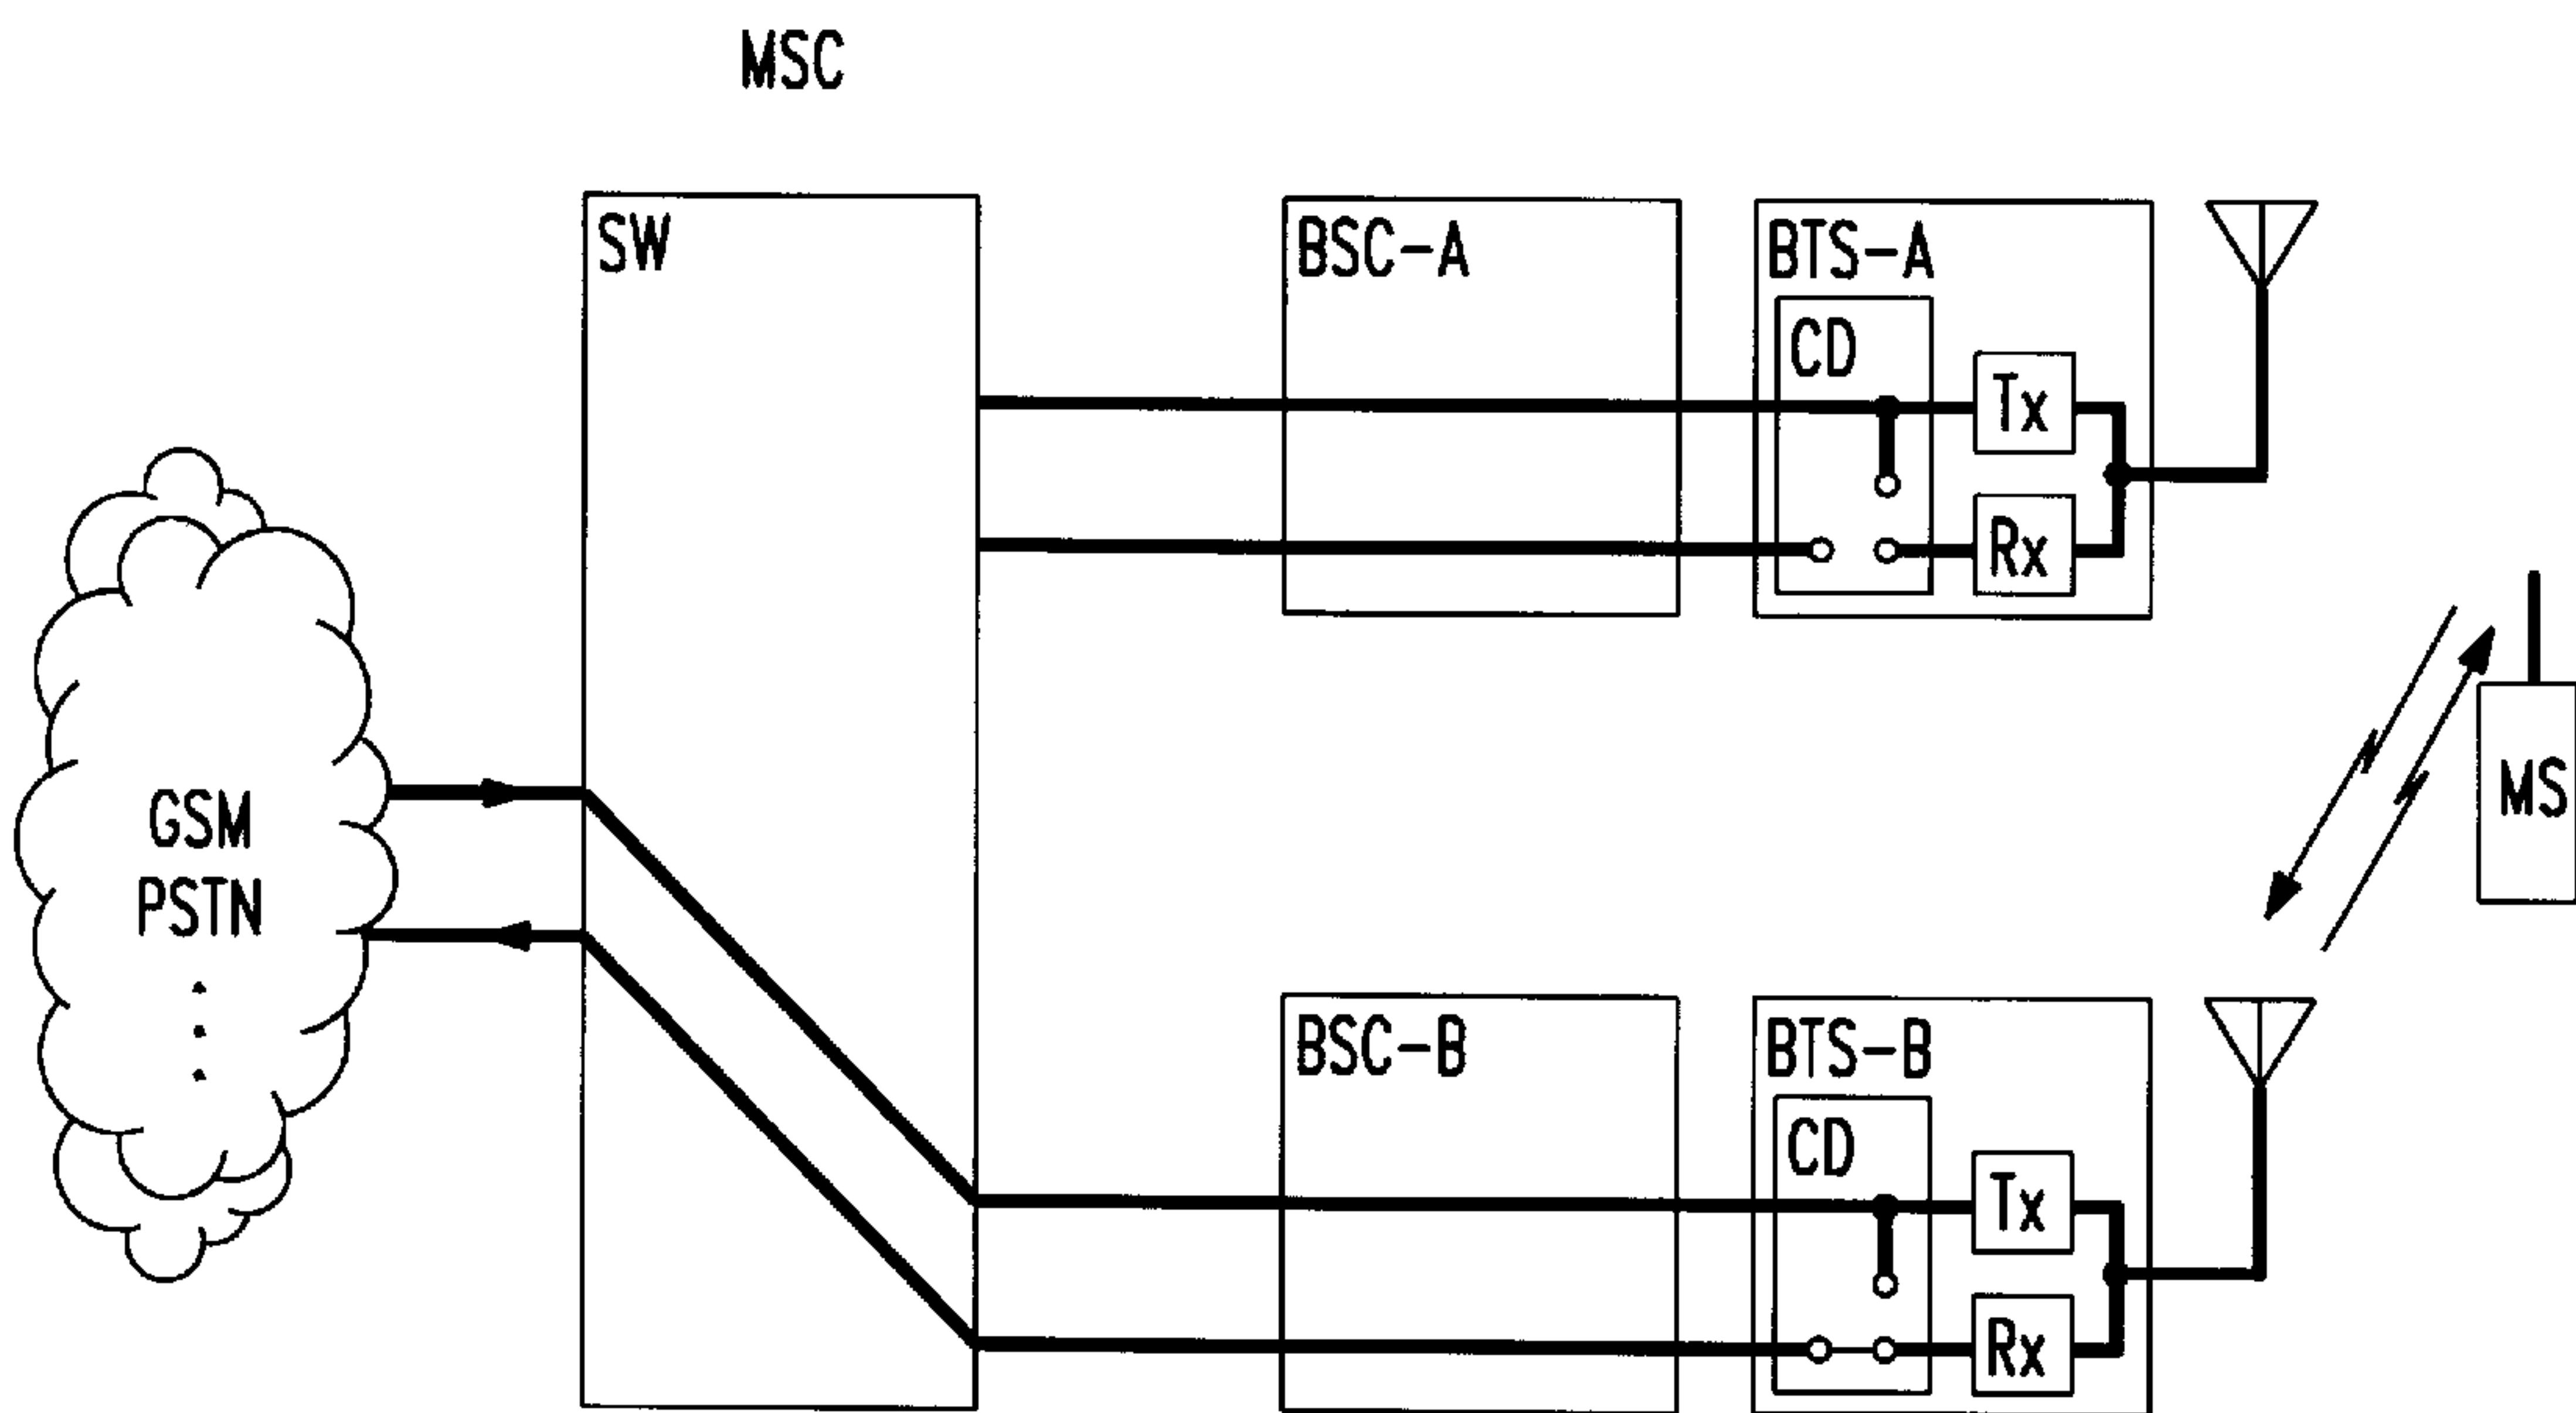 MSC
SW
BSC-A
BTS-A
CD
Tx
Rx
GSM
PSTN
MS
BSC-B
BTS-B
CD
Tx
Rx